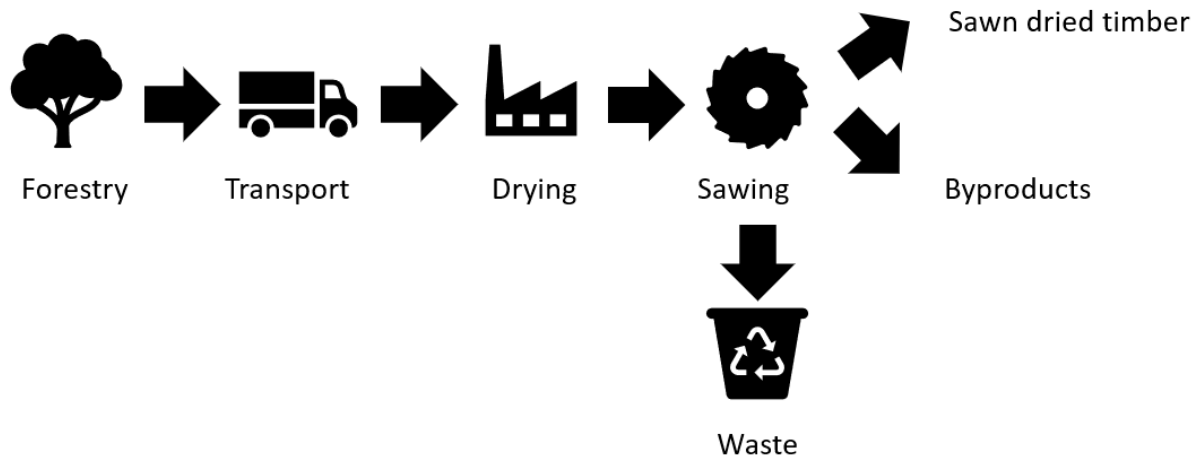 Sawn dried timber
Forestry
Transport
Drying
Sawing
Byproducts
Waste